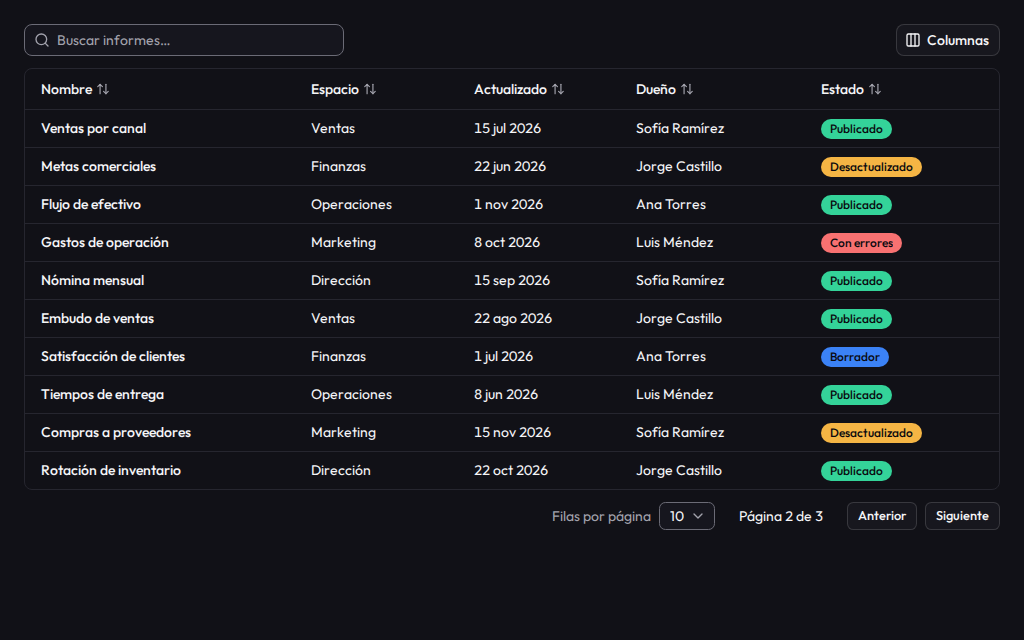 Buscar informes…
Columnas
Nombre Espacio Actualizado Dueño Estado
Ventas por canal Ventas 15 jul 2026 Sofía Ramírez Publicado
Metas comerciales Finanzas 22 jun 2026 Jorge Castillo Desactualizado
Flujo de efectivo Operaciones 1 nov 2026 Ana Torres Publicado
Gastos de operación Marketing 8 oct 2026 Luis Méndez Con errores
Nómina mensual Dirección 15 sep 2026 Sofía Ramírez Publicado
Embudo de ventas Ventas 22 ago 2026 Jorge Castillo Publicado
Satisfacción de clientes Finanzas 1 jul 2026 Ana Torres Borrador
Tiempos de entrega Operaciones 8 jun 2026 Luis Méndez Publicado
Compras a proveedores Marketing 15 nov 2026 Sofía Ramírez Desactualizado
Rotación de inventario Dirección 22 oct 2026 Jorge Castillo Publicado
Filas por página 10 Página 2 de 3 Anterior Siguiente